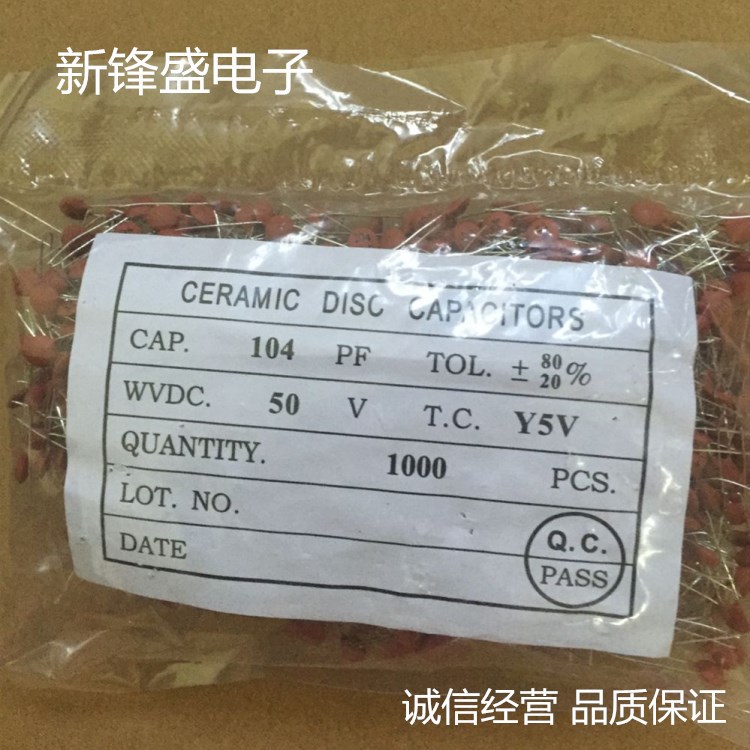 新锋盛电子
CERAMIC DISC CAPACITORS
CAP. 104 PF TOL. ± 80 20 %
WVDC. 50 V T.C. Y5V
QUANTITY. 1000 PCS.
LOT. NO.
DATE
Q.C.
PASS
诚信经营 品质保证